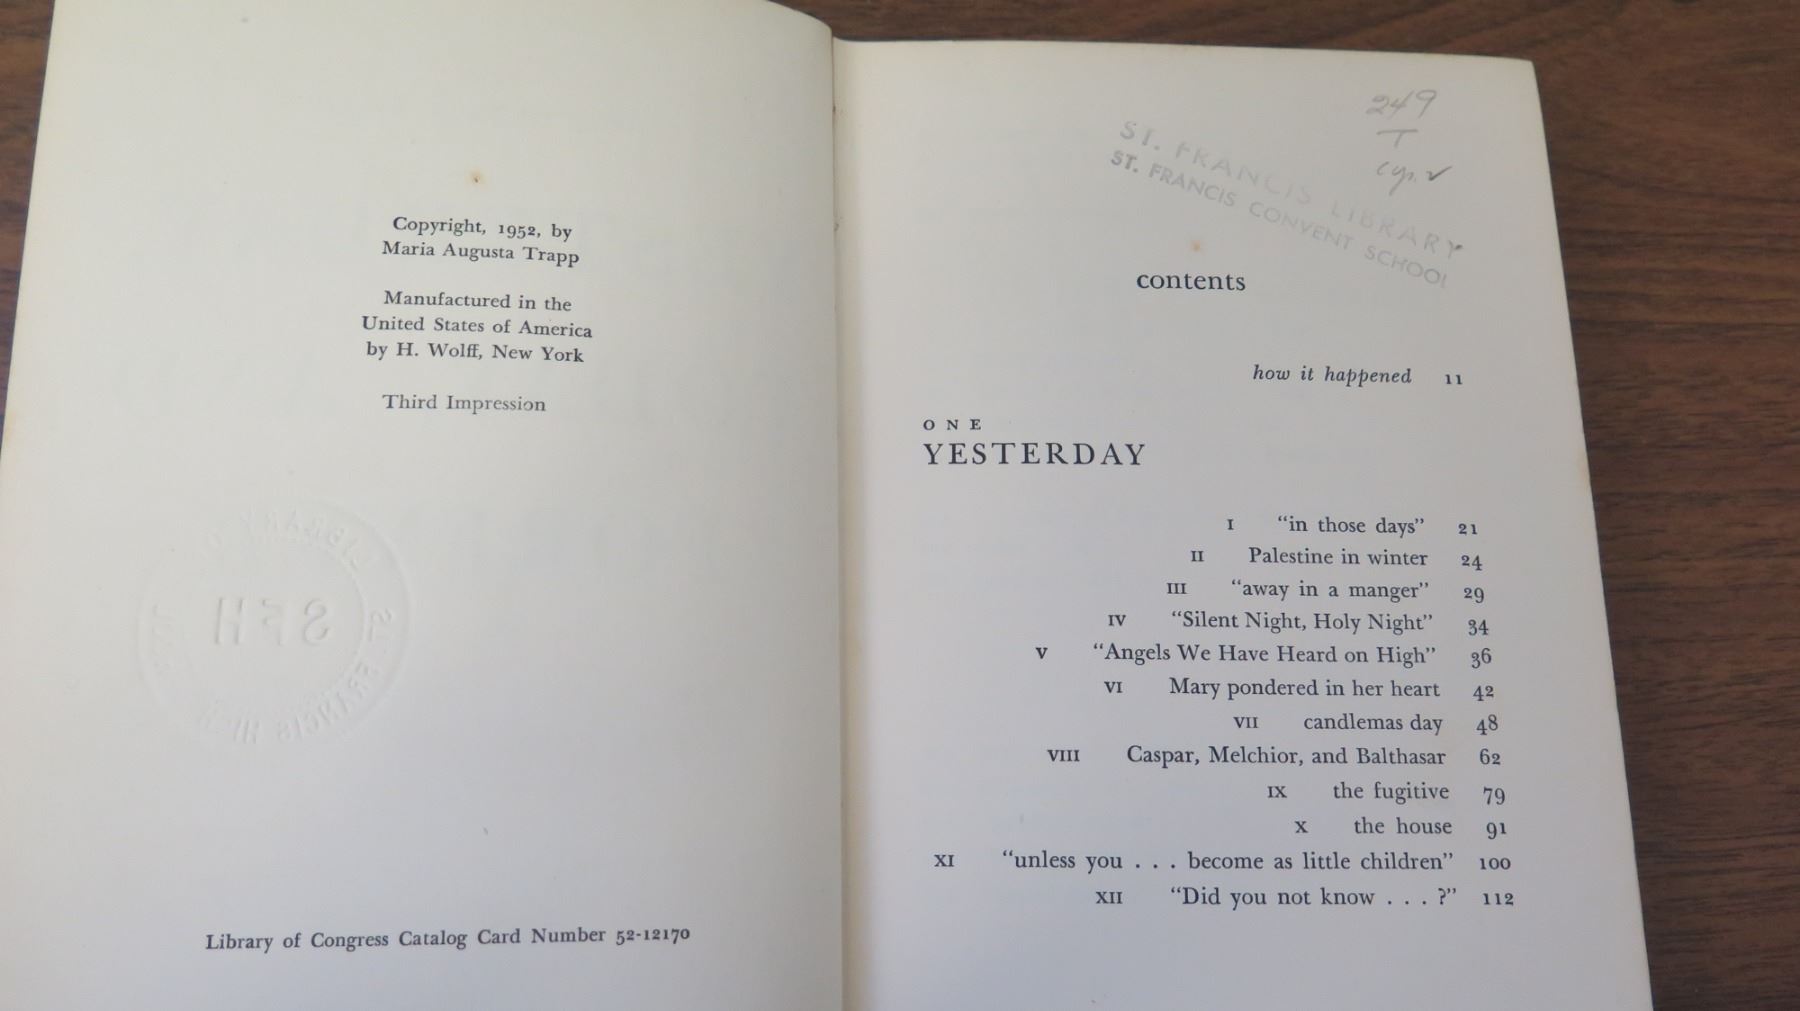 Copyright, 1952, by
Maria Augusta Trapp
Manufactured in the
United States of America
by H. Wolff, New York
Third Impression
LIBRARY OF
ST. FRANCIS
SFH
Library of Congress Catalog Card Number 52-12170
249
T
ST. FRANCIS LIBRARY
ST. FRANCIS CONVENT SCHOOL
contents
how it happened 11
ONE
YESTERDAY
I "in those days" 21
II Palestine in winter 24
III "away in a manger" 29
IV "Silent Night, Holy Night" 34
V "Angels We Have Heard on High" 36
VI Mary pondered in her heart 42
VII candlemas day 48
VIII Caspar, Melchior, and Balthasar 62
IX the fugitive 79
X the house 91
XI "unless you . . . become as little children" 100
XII "Did you not know . . . ?" 112